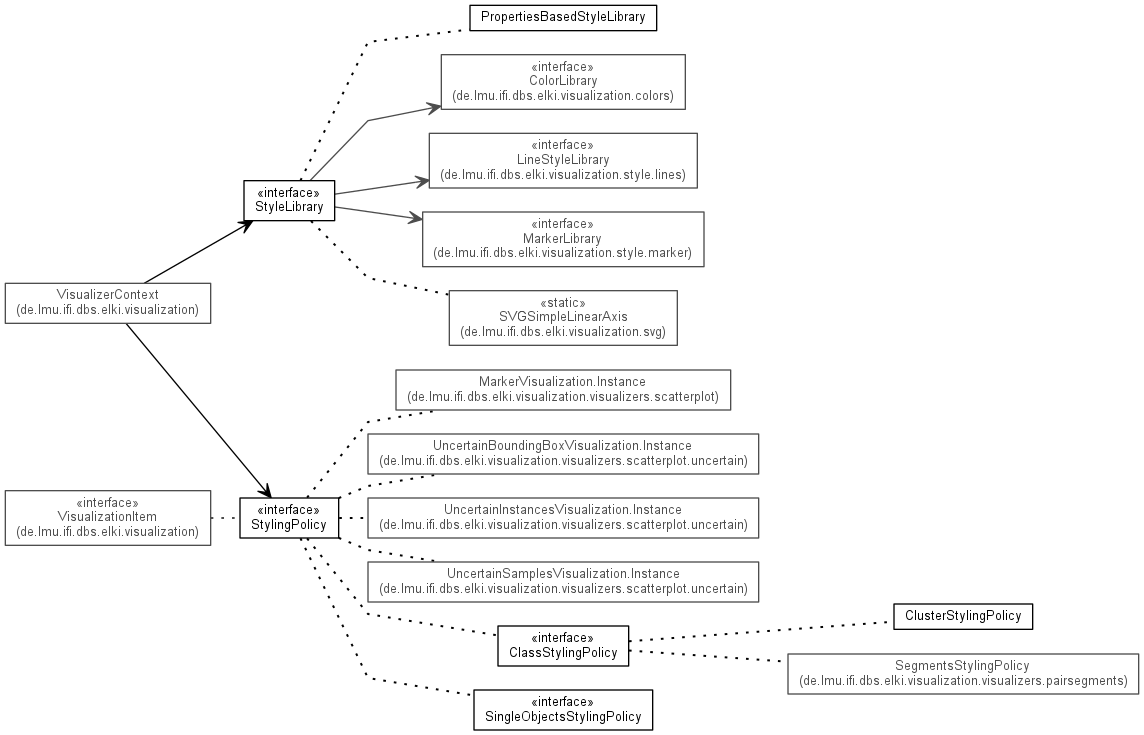 PropertiesBasedStyleLibrary
«interface»
ColorLibrary
(de.lmu.ifi.dbs.elki.visualization.colors)
«interface»
LineStyleLibrary
(de.lmu.ifi.dbs.elki.visualization.style.lines)
«interface»
StyleLibrary
«interface»
MarkerLibrary
(de.lmu.ifi.dbs.elki.visualization.style.marker)
VisualizerContext
(de.lmu.ifi.dbs.elki.visualization)
«static»
SVGSimpleLinearAxis
(de.lmu.ifi.dbs.elki.visualization.svg)
MarkerVisualization.Instance
(de.lmu.ifi.dbs.elki.visualization.visualizers.scatterplot)
UncertainBoundingBoxVisualization.Instance
(de.lmu.ifi.dbs.elki.visualization.visualizers.scatterplot.uncertain)
«interface»
VisualizationItem
(de.lmu.ifi.dbs.elki.visualization)
«interface»
StylingPolicy
UncertainInstancesVisualization.Instance
(de.lmu.ifi.dbs.elki.visualization.visualizers.scatterplot.uncertain)
UncertainSamplesVisualization.Instance
(de.lmu.ifi.dbs.elki.visualization.visualizers.scatterplot.uncertain)
ClusterStylingPolicy
«interface»
ClassStylingPolicy
SegmentsStylingPolicy
(de.lmu.ifi.dbs.elki.visualization.visualizers.pairsegments)
«interface»
SingleObjectsStylingPolicy